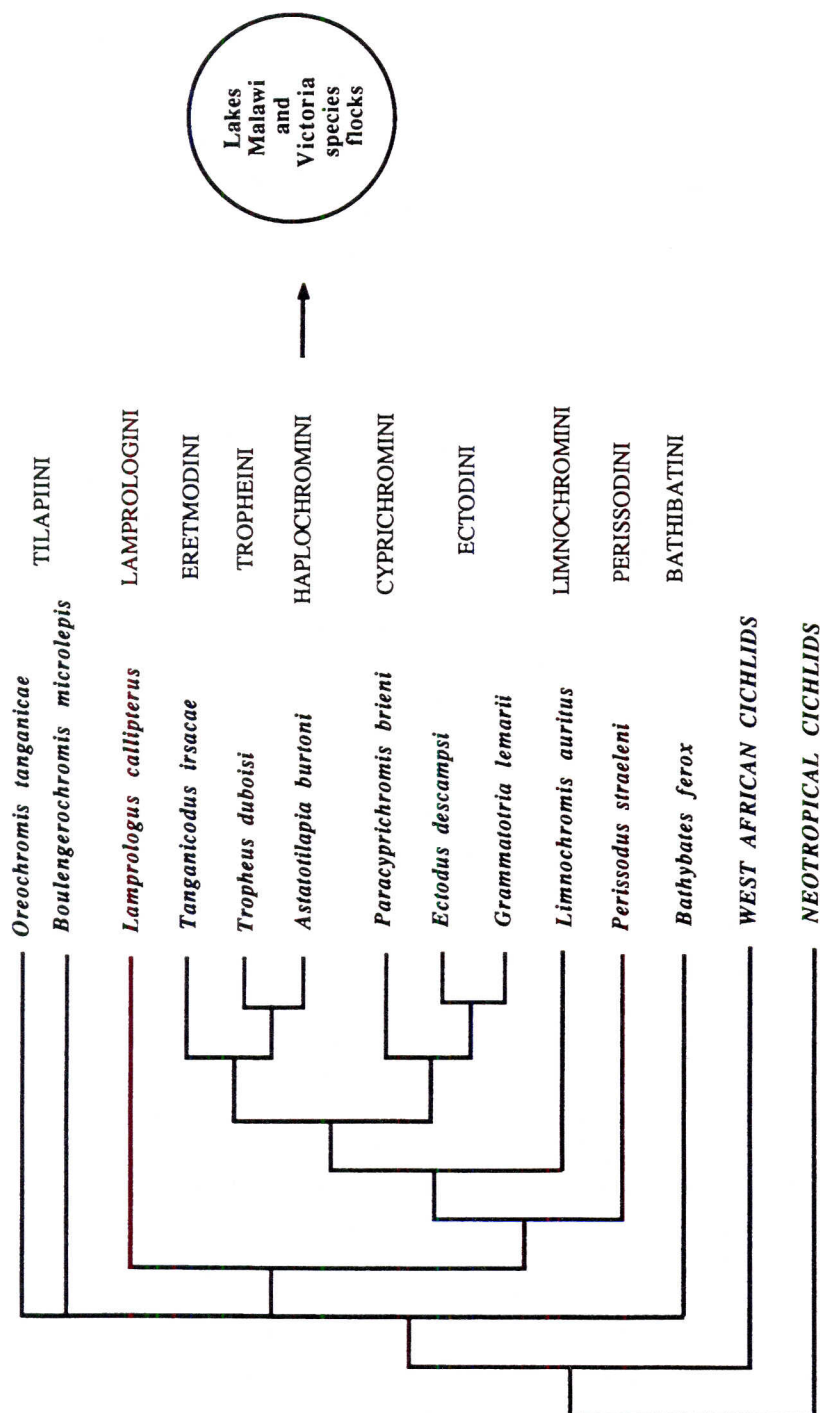 Oreochromis tanganicae
Boulengerochromis microlepis
TILAPIINI
Lamprologus callipterus
LAMPROLOGINI
Tanganicodus irsacae
ERETMODINI
Tropheus duboisi
TROPHEINI
Astatotilapia burtoni
HAPLOCHROMINI
Lakes
Malawi
and
Victoria
species
flocks
Paracyprichromis brieni
CYPRICHROMINI
Ectodus descampsi
Grammatotria lemarii
ECTODINI
Limnochromis auritus
LIMNOCHROMINI
Perissodus straeleni
PERISSODINI
Bathybates ferox
BATHIBATINI
WEST AFRICAN CICHLIDS
NEOTROPICAL CICHLIDS